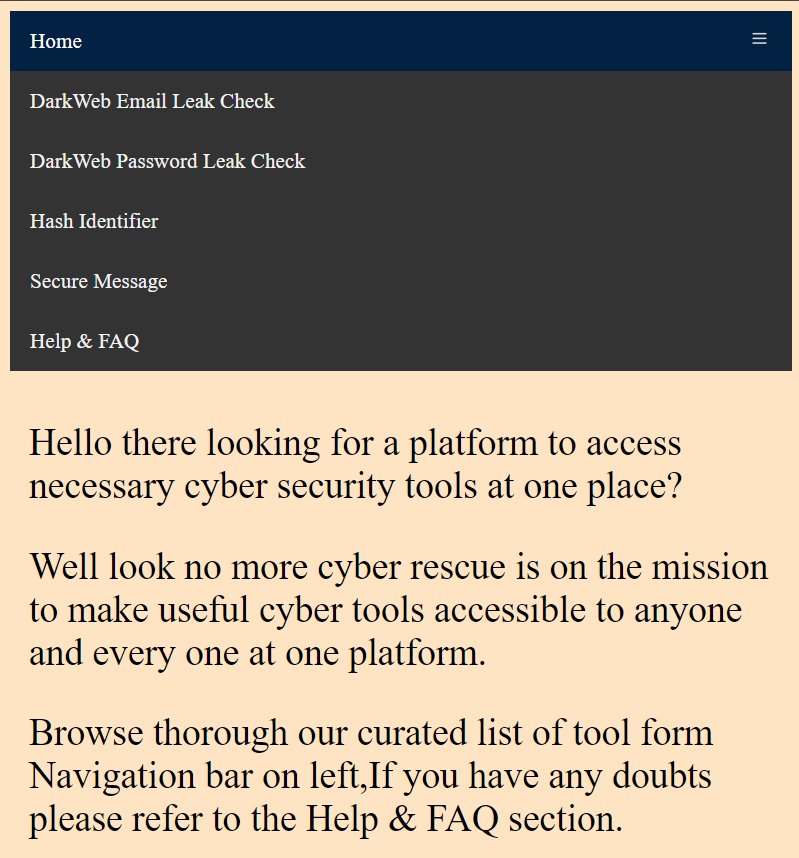 Home
DarkWeb Email Leak Check
DarkWeb Password Leak Check
Hash Identifier
Secure Message
Help & FAQ
Hello there looking for a platform to access
necessary cyber security tools at one place?
Well look no more cyber rescue is on the mission
to make useful cyber tools accessible to anyone
and every one at one platform.
Browse thorough our curated list of tool form
Navigation bar on left,If you have any doubts
please refer to the Help & FAQ section.